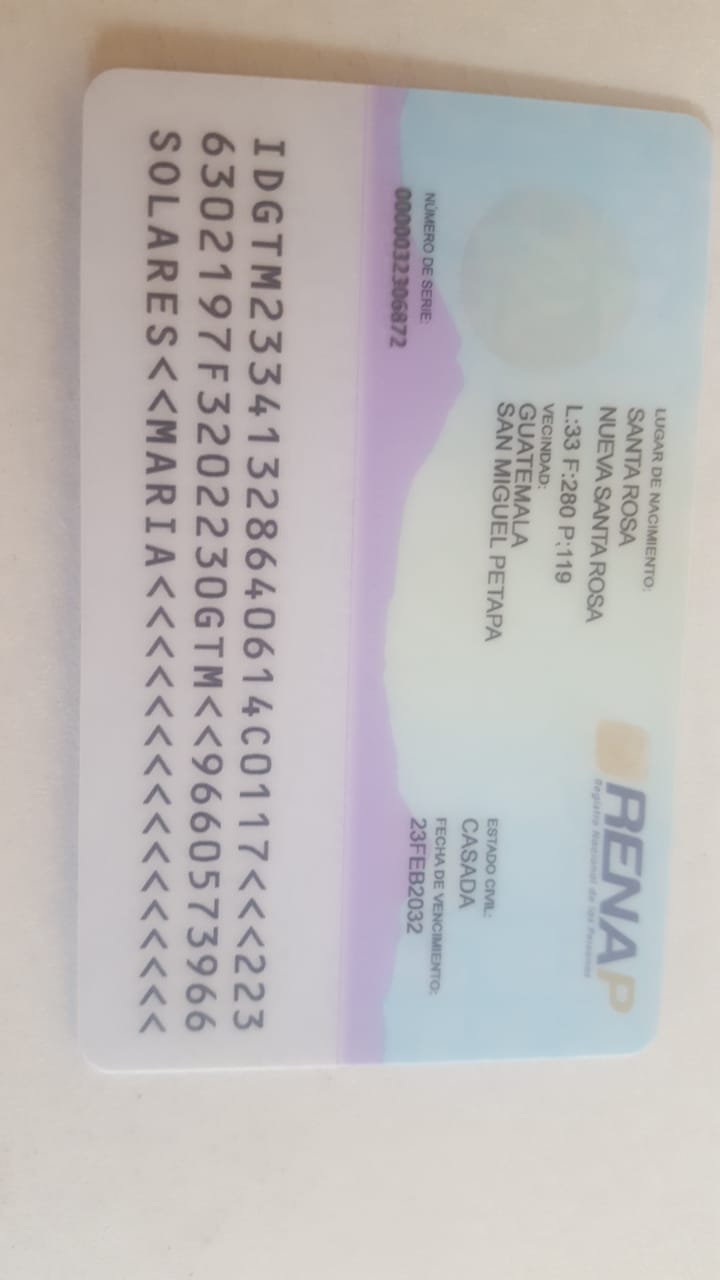 RENAP
Registro Nacional de las Personas
LUGAR DE NACIMIENTO:
SANTA ROSA
NUEVA SANTA ROSA
L:33 F:280 P:119
VECINDAD:
GUATEMALA
SAN MIGUEL PETAPA
ESTADO CIVIL:
CASADA
FECHA DE VENCIMIENTO:
23FEB2032
NÚMERO DE SERIE:
0000032306872
IDGTM23341328640614C0117<<<223
6302197F3202230GTM<<9660573966
SOLARES<<MARIA<<<<<<<<<<<<<<<<